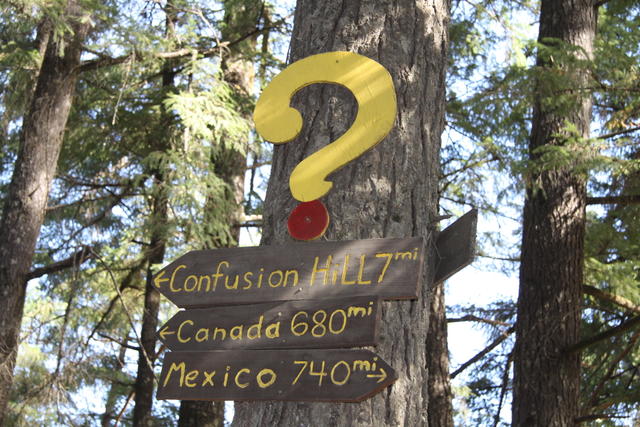 ?
←Confusion HiLL 7mi
←Canada 680mi
Mexico 740mi→